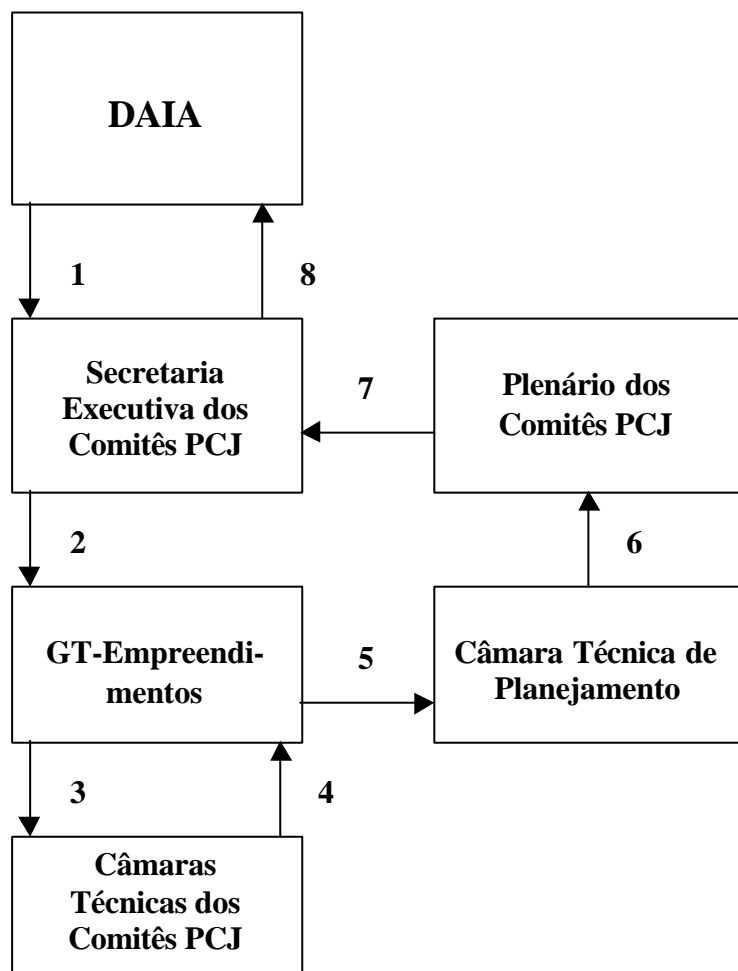 DAIA
1
8
Secretaria
Executiva dos
Comitês PCJ
7
Plenário dos
Comitês PCJ
2
6
GT-Empreendi-
mentos
5
Câmara Técnica de
Planejamento
3
4
Câmaras
Técnicas dos
Comitês PCJ